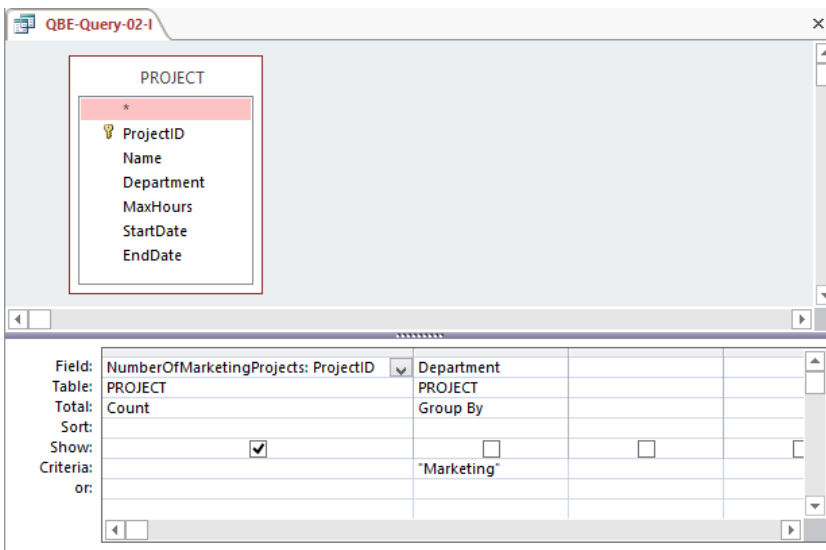 QBE-Query-02-I
PROJECT
*
ProjectID
Name
Department
MaxHours
StartDate
EndDate
Field: NumberOfMarketingProjects: ProjectID Department
Table: PROJECT PROJECT
Total: Count Group By
Sort:
Show:
Criteria: "Marketing"
or: